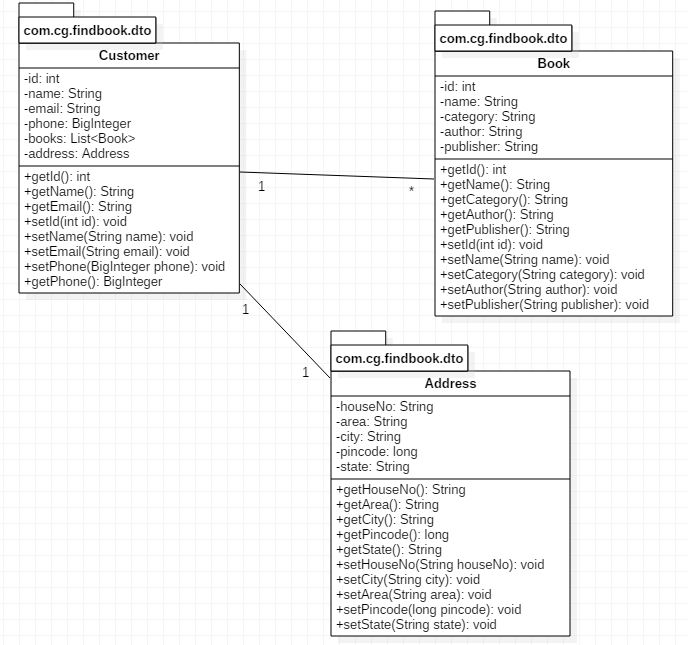 com.cg.findbook.dto
Customer
-id: int
-name: String
-email: String
-phone: BigInteger
-books: List<Book>
-address: Address
+getId(): int
+getName(): String
+getEmail(): String
+setId(int id): void
+setName(String name): void
+setEmail(String email): void
+setPhone(BigInteger phone): void
+getPhone(): BigInteger
1
*
com.cg.findbook.dto
Book
-id: int
-name: String
-category: String
-author: String
-publisher: String
+getId(): int
+getName(): String
+getCategory(): String
+getAuthor(): String
+getPublisher(): String
+setId(int id): void
+setName(String name): void
+setCategory(String category): void
+setAuthor(String author): void
+setPublisher(String publisher): void
1
1
com.cg.findbook.dto
Address
-houseNo: String
-area: String
-city: String
-pincode: long
-state: String
+getHouseNo(): String
+getArea(): String
+getCity(): String
+getPincode(): long
+getState(): String
+setHouseNo(String houseNo): void
+setCity(String city): void
+setArea(String area): void
+setPincode(long pincode): void
+setState(String state): void